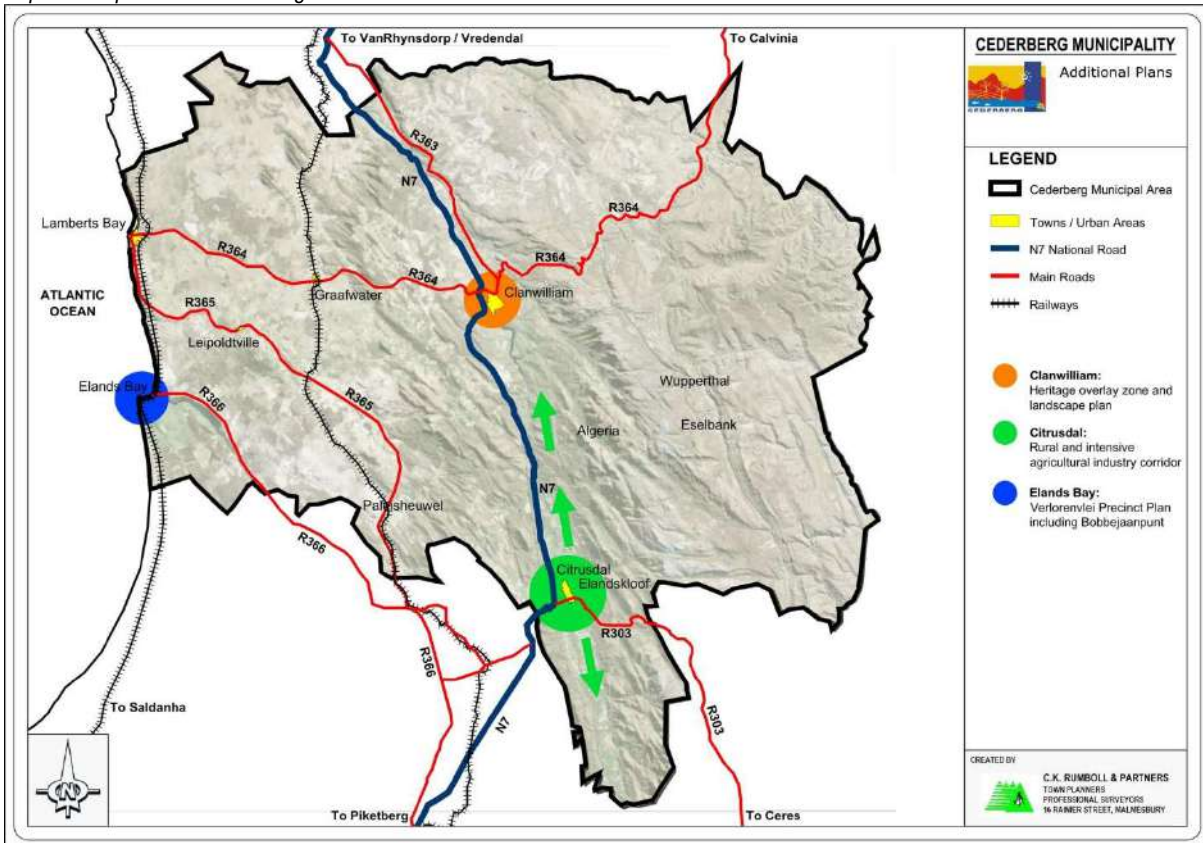 To VanRhynsdorp / Vredendal
To Calvinia
R363
N7
R364
Lamberts Bay
R364
R364
R364
Clanwilliam
Graafwater
ATLANTIC
OCEAN
R365
Leipoldtville
Elands Bay
R366
R365
Wupperthal
Algeria
Eselbank
N7
Paleisheuwel
R366
Citrusdal
Elandskloof
R303
R366
To Saldanha
N7
R303
N
To Piketberg
To Ceres
CEDERBERG MUNICIPALITY
Additional Plans
LEGEND
Cederberg Municipal Area
Towns / Urban Areas
N7 National Road
Main Roads
Railways
Clanwilliam:
Heritage overlay zone and
landscape plan
Citrusdal:
Rural and intensive
agricultural industry corridor
Elands Bay:
Verlorenvlei Precinct Plan
including Bobbejaanpunt
CREATED BY
C.K. RUMBOLL & PARTNERS
TOWN PLANNERS
PROFESSIONAL SURVEYORS
16 RAINIER STREET, MALMESBURY